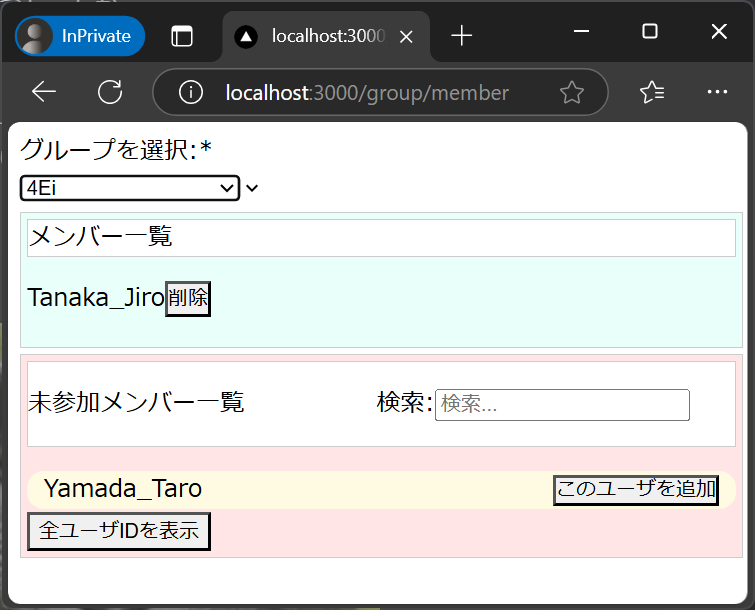 InPrivate
localhost:3000
localhost:3000/group/member
グループを選択:*
4Ei
メンバー一覧
Tanaka_Jiro 削除
未参加メンバー一覧 検索: 検索...
Yamada_Taro このユーザを追加
全ユーザIDを表示